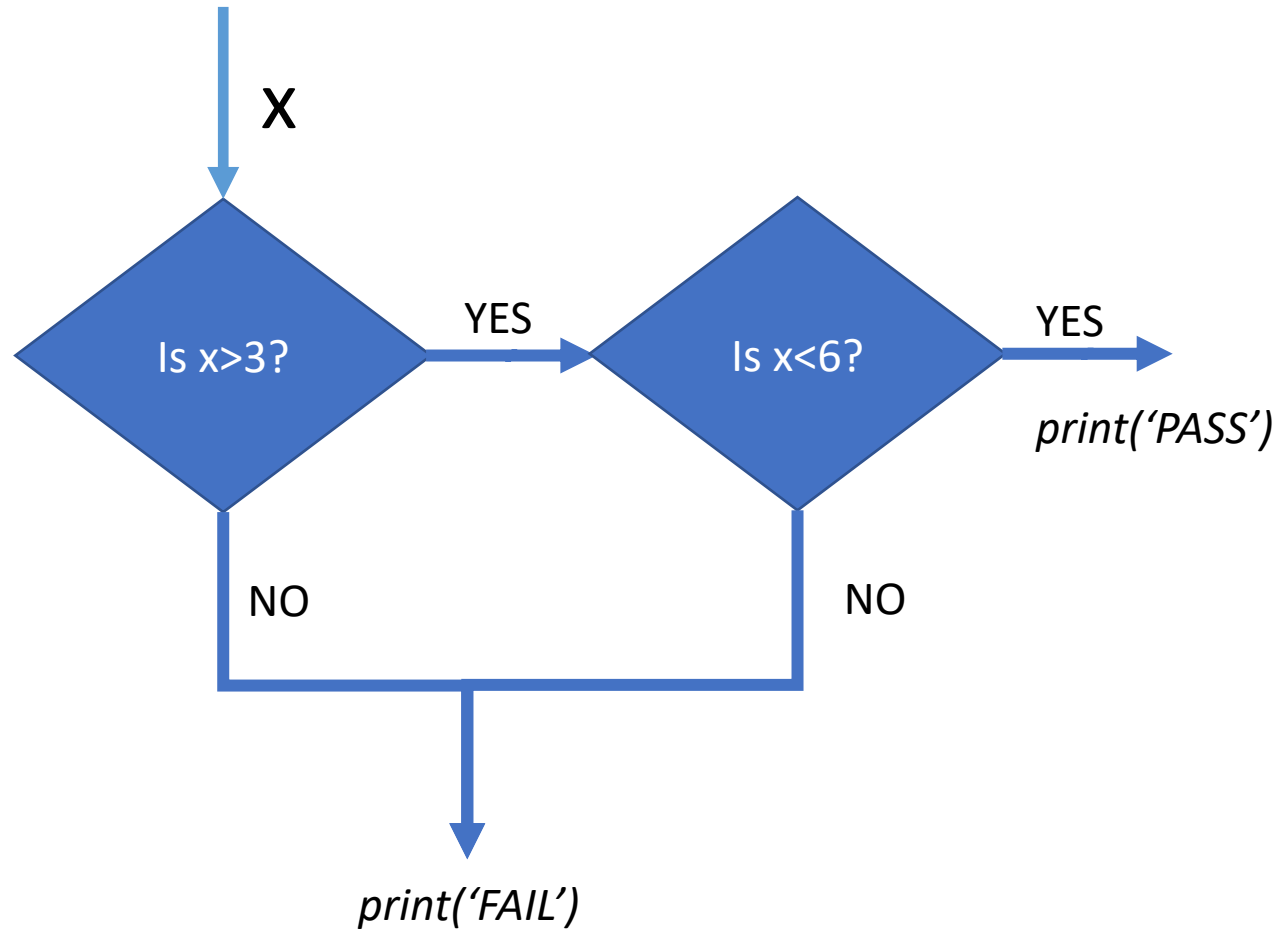 X
YES
YES
Is x>3?
Is x<6?
print(‘PASS’)
NO
NO
print(‘FAIL’)